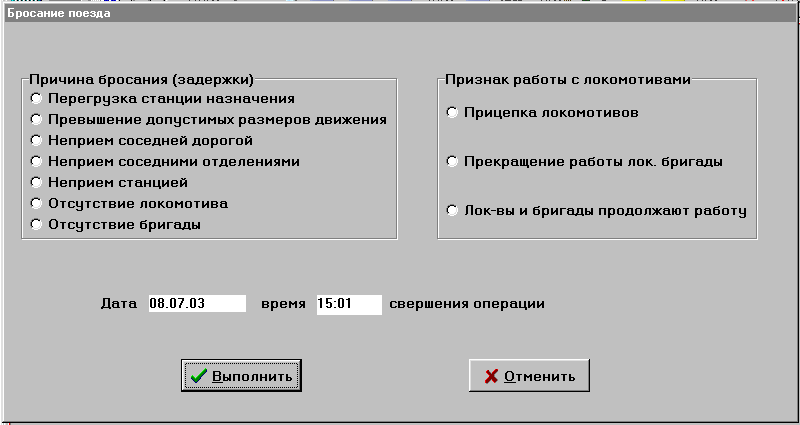 Бросание поезда
Причина бросания (задержки)
Перегрузка станции назначения
Превышение допустимых размеров движения
Неприем соседней дорогой
Неприем соседними отделениями
Неприем станцией
Отсутствие локомотива
Отсутствие бригады
Признак работы с локомотивами
Прицепка локомотивов
Прекращение работы лок. бригады
Лок-вы и бригады продолжают работу
Дата 08.07.03 время 15:01 свершения операции
Выполнить
Отменить